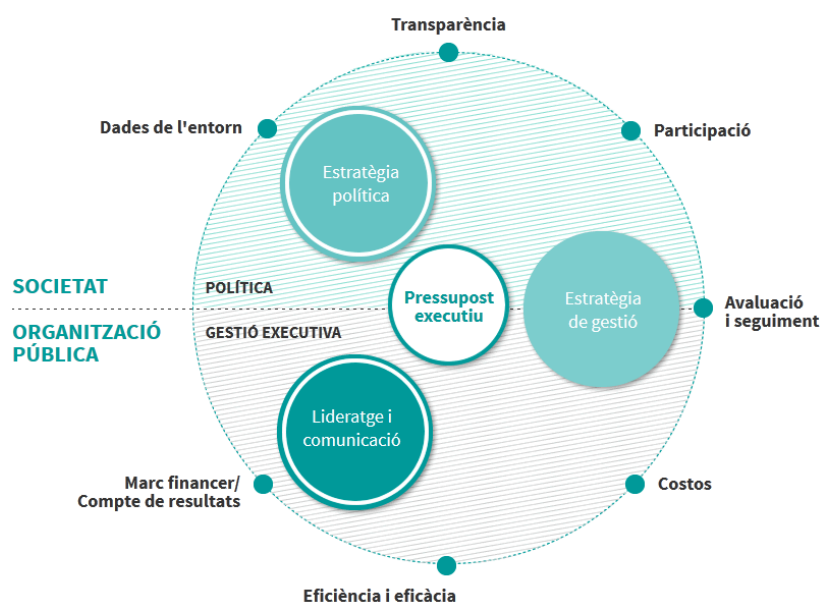 Transparència
Dades de l'entorn
Participació
Estratègia
política
SOCIETAT
POLÍTICA
Pressupost
executiu
Estratègia
de gestió
Avaluació
i seguiment
ORGANITZACIÓ
PÚBLICA
GESTIÓ EXECUTIVA
Lideratge i
comunicació
Marc financer/
Compte de resultats
Costos
Eficiència i eficàcia